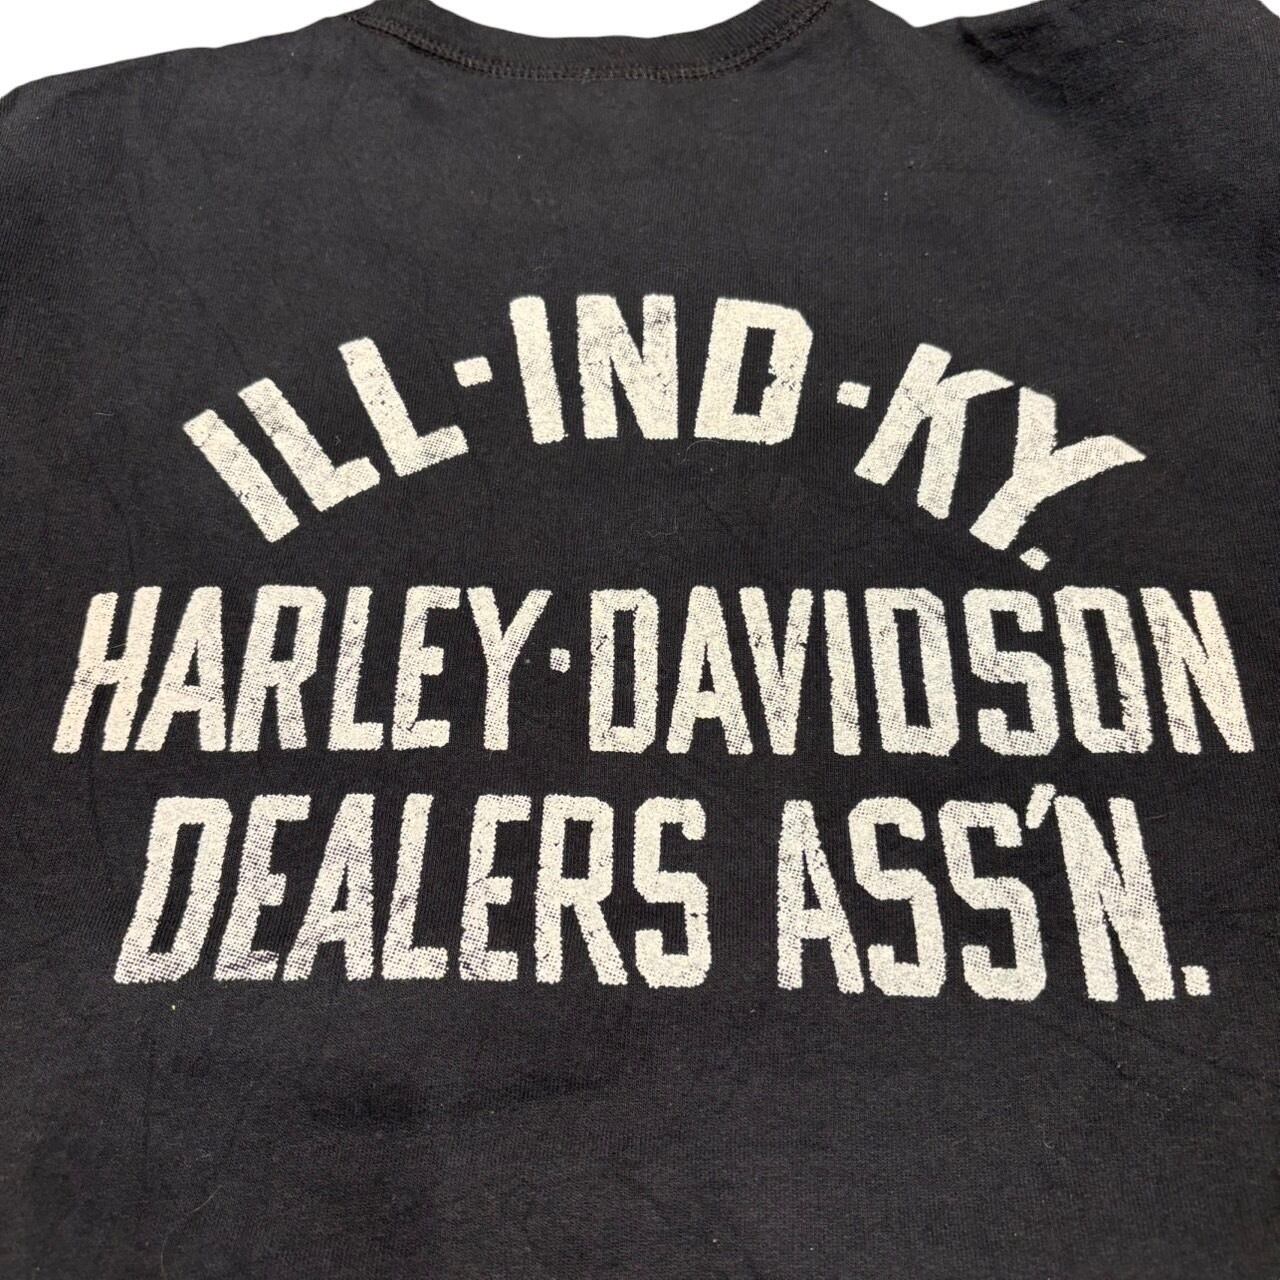 ILL·IND·KY.
HARLEY·DAVIDSON
DEALERS ASS'N.